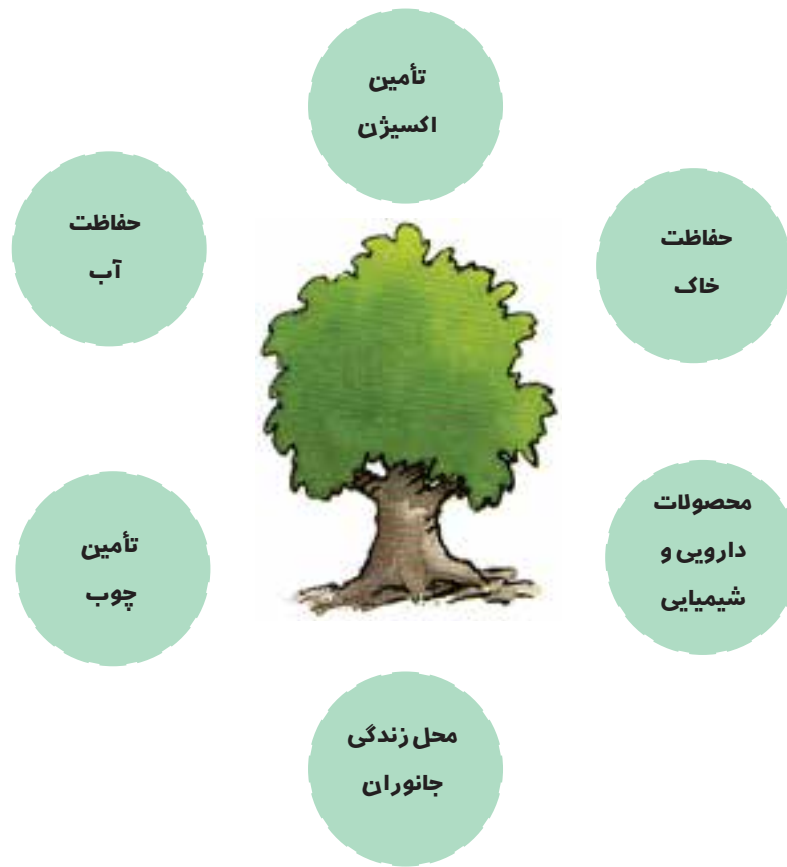 تأمین
اکسیژن
حفاظت
خاک
حفاظت
آب
محصولات
دارویی و
شیمیایی
تأمین
چوب
محل زندگی
جانوران